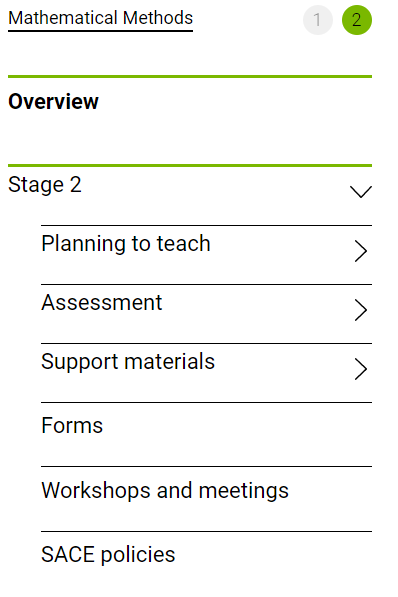 Mathematical Methods 1 2
Overview
Stage 2
Planning to teach
Assessment
Support materials
Forms
Workshops and meetings
SACE policies